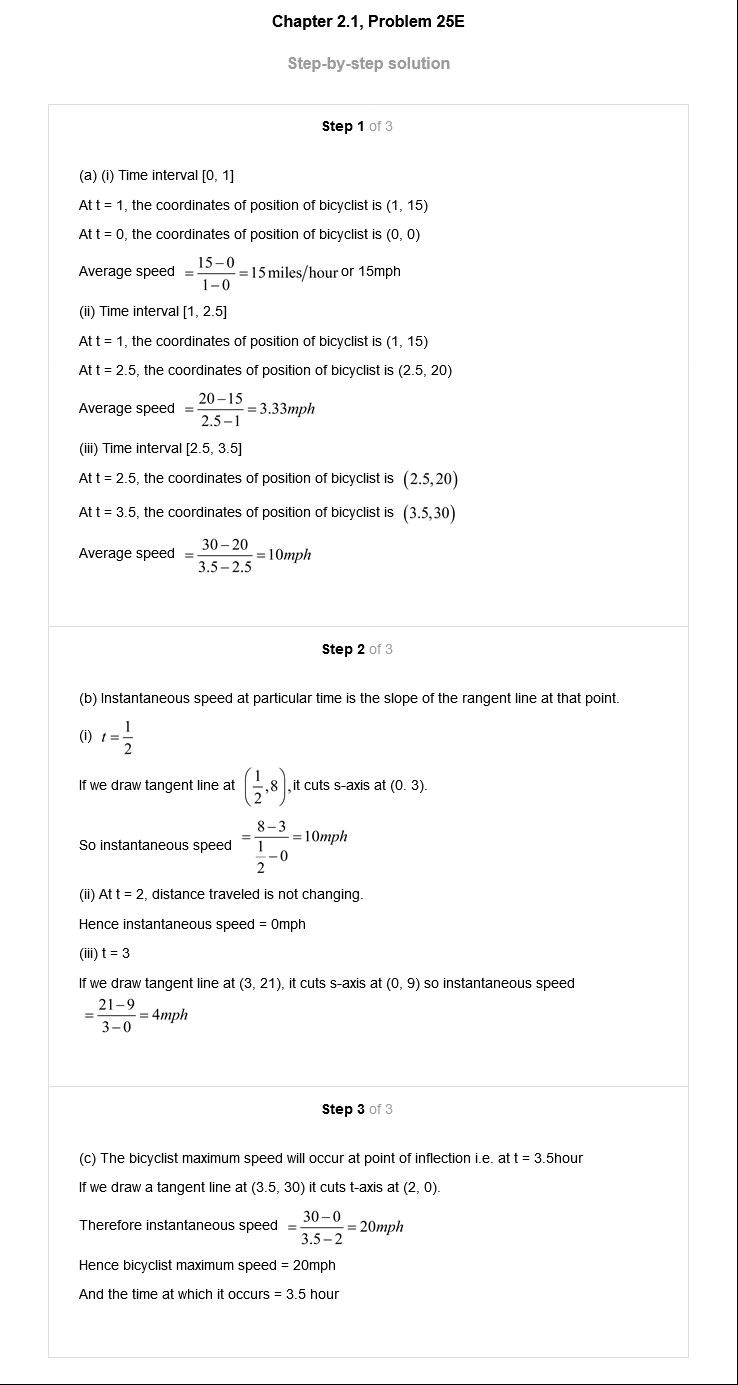 Chapter 2.1, Problem 25E
Step-by-step solution
Step 1 of 3
(a) (i) Time interval [0, 1]
At t = 1, the coordinates of position of bicyclist is (1, 15)
At t = 0, the coordinates of position of bicyclist is (0, 0)
Average speed = \frac{15-0}{1-0} = 15 miles/hour or 15mph
(ii) Time interval [1, 2.5]
At t = 1, the coordinates of position of bicyclist is (1, 15)
At t = 2.5, the coordinates of position of bicyclist is (2.5, 20)
Average speed = \frac{20-15}{2.5-1} = 3.33mph
(iii) Time interval [2.5, 3.5]
At t = 2.5, the coordinates of position of bicyclist is (2.5,20)
At t = 3.5, the coordinates of position of bicyclist is (3.5,30)
Average speed = \frac{30-20}{3.5-2.5} = 10mph
Step 2 of 3
(b) Instantaneous speed at particular time is the slope of the rangent line at that point.
(i) t = \frac{1}{2}
If we draw tangent line at (\frac{1}{2},8), it cuts s-axis at (0. 3).
So instantaneous speed = \frac{8-3}{\frac{1}{2}-0} = 10mph
(ii) At t = 2, distance traveled is not changing.
Hence instantaneous speed = 0mph
(iii) t = 3
If we draw tangent line at (3, 21), it cuts s-axis at (0, 9) so instantaneous speed
= \frac{21-9}{3-0} = 4mph
Step 3 of 3
(c) The bicyclist maximum speed will occur at point of inflection i.e. at t = 3.5hour
If we draw a tangent line at (3.5, 30) it cuts t-axis at (2, 0).
Therefore instantaneous speed = \frac{30-0}{3.5-2} = 20mph
Hence bicyclist maximum speed = 20mph
And the time at which it occurs = 3.5 hour